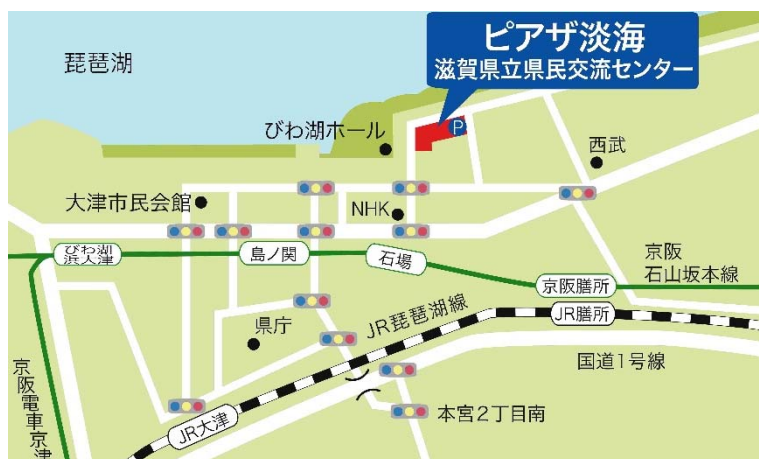 ピアザ淡海
滋賀県立県民交流センター
P
琵琶湖
びわ湖ホール
西武
大津市民会館
NHK
びわ湖
浜大津
島ノ関
石場
京阪
石山坂本線
京阪膳所
JR膳所
JR琵琶湖線
県庁
国道1号線
京阪電車京津
JR大津
本宮2丁目南